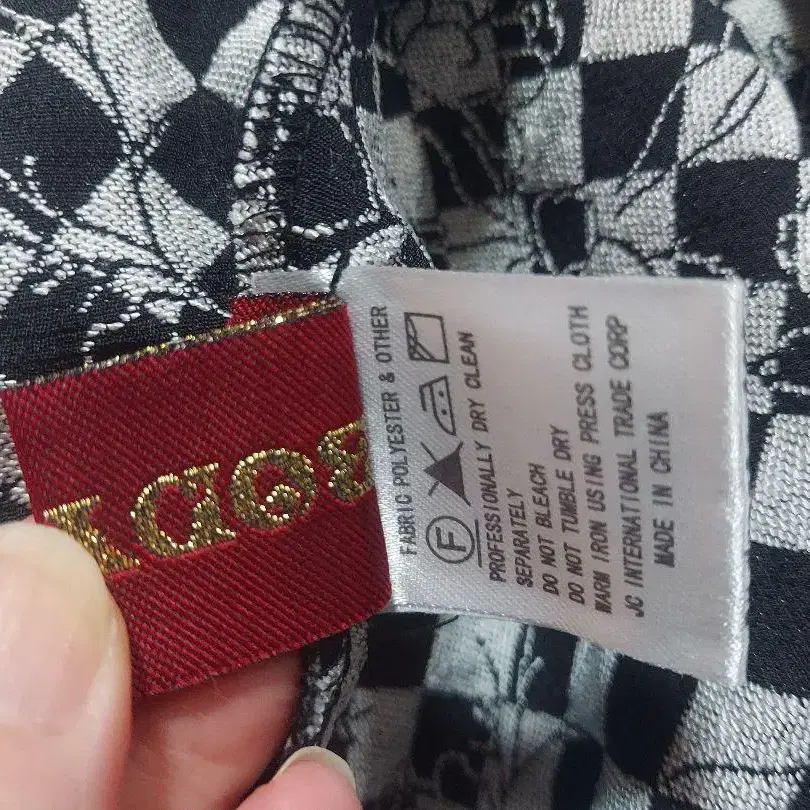 FABRIC POLYESTER & OTHER
F
PROFESSIONALLY DRY CLEAN
SEPARATELY
DO NOT BLEACH
DO NOT TUMBLE DRY
WARM IRON USING PRESS CLOTH
JC INTERNATIONAL TRADE CORP
MADE IN CHINA